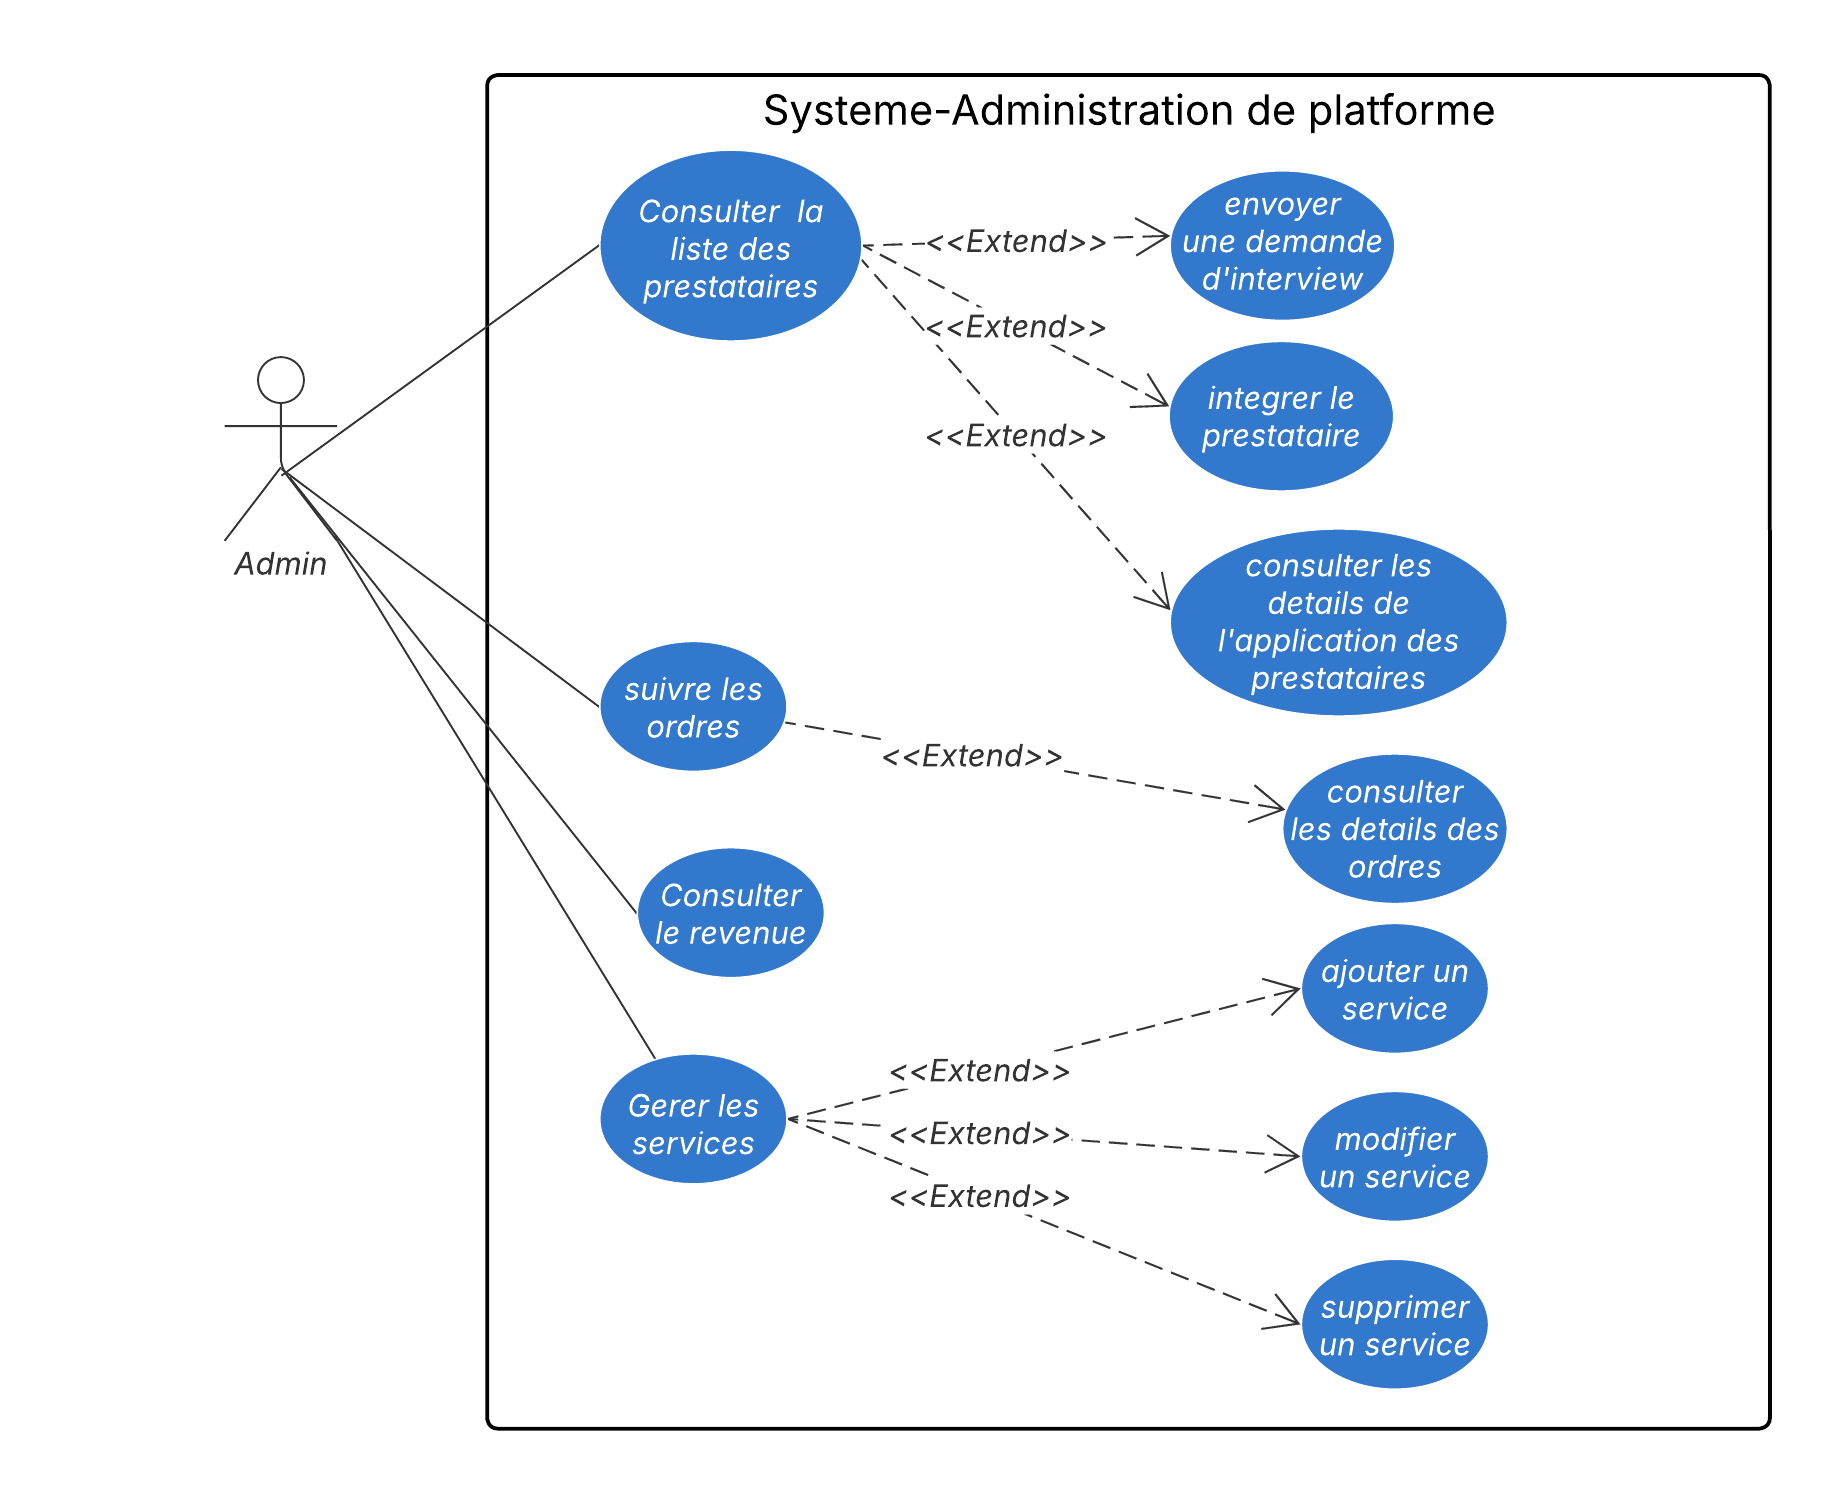 Systeme-Administration de platforme
Consulter  la
liste des
prestataires
<<Extend>>
envoyer
une demande
d'interview
<<Extend>>
integrer le
prestataire
<<Extend>>
consulter les
details de
l'application des
prestataires
Admin
suivre les
ordres
<<Extend>>
consulter
les details des
ordres
Consulter
le revenue
ajouter un
service
<<Extend>>
Gerer les
services
<<Extend>>
modifier
un service
<<Extend>>
supprimer
un service